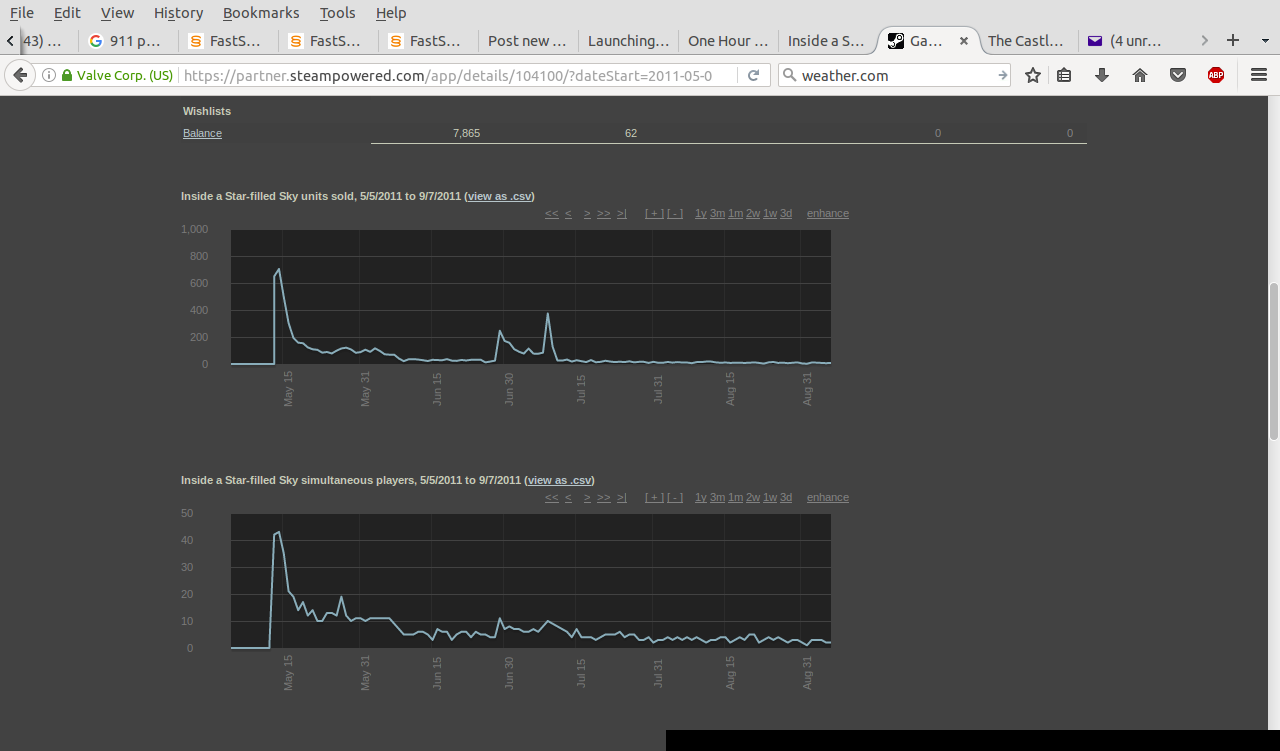 File Edit View History Bookmarks Tools Help
43) ... 911 p... FastS... FastS... FastS... Post new ... Launching... One Hour ... Inside a S... Ga... The Castl... (4 unr...
Valve Corp. (US) https://partner.steampowered.com/app/details/104100/?dateStart=2011-05-0 weather.com ABP
Wishlists
Balance 7,865 62 0 0
Inside a Star-filled Sky units sold, 5/5/2011 to 9/7/2011 (view as .csv)
<< < > >> >| [ + ] [ - ] 1y 3m 1m 2w 1w 3d enhance
1,000
800
600
400
200
0
May 15 May 31 Jun 15 Jun 30 Jul 15 Jul 31 Aug 15 Aug 31
Inside a Star-filled Sky simultaneous players, 5/5/2011 to 9/7/2011 (view as .csv)
<< < > >> >| [ + ] [ - ] 1y 3m 1m 2w 1w 3d enhance
50
40
30
20
10
0
May 15 May 31 Jun 15 Jun 30 Jul 15 Jul 31 Aug 15 Aug 31